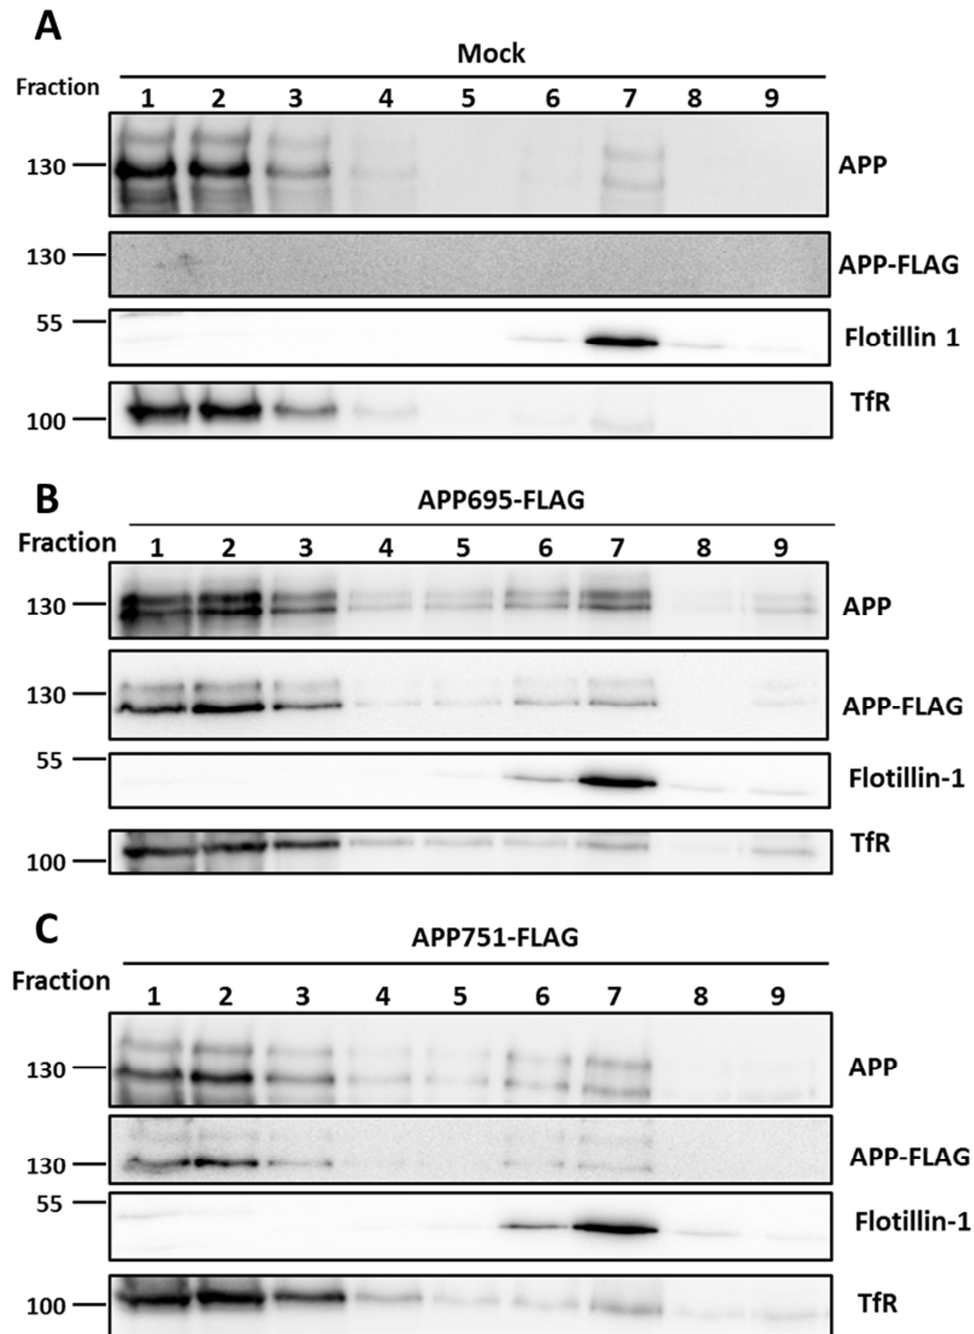 A
Mock
Fraction 1 2 3 4 5 6 7 8 9
130 APP
130 APP-FLAG
55 Flotillin 1
100 TfR
B
APP695-FLAG
Fraction 1 2 3 4 5 6 7 8 9
130 APP
130 APP-FLAG
55 Flotillin-1
100 TfR
C
APP751-FLAG
Fraction 1 2 3 4 5 6 7 8 9
130 APP
130 APP-FLAG
55 Flotillin-1
100 TfR